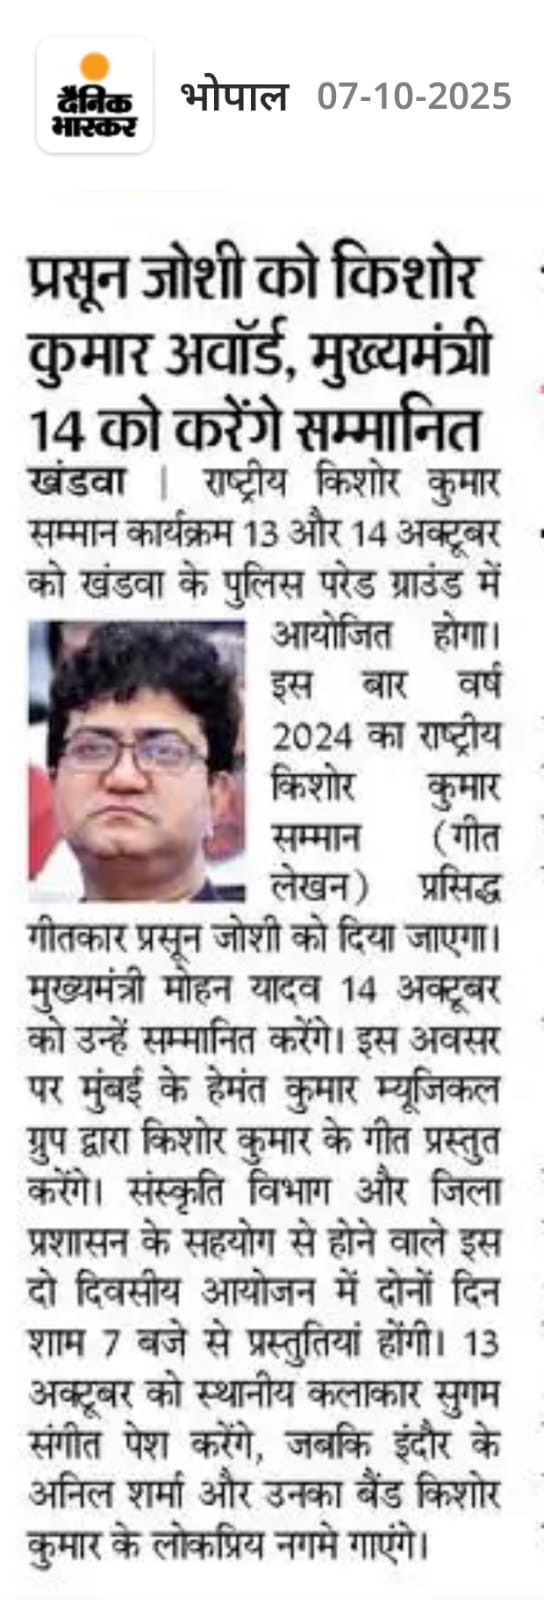 दैनिक
भास्कर
भोपाल 07-10-2025
प्रसून जोशी को किशोर
कुमार अवॉर्ड, मुख्यमंत्री
14 को करेंगे सम्मानित
खंडवा | राष्ट्रीय किशोर कुमार
सम्मान कार्यक्रम 13 और 14 अक्टूबर
को खंडवा के पुलिस परेड ग्राउंड में
आयोजित होगा।
इस बार वर्ष
2024 का राष्ट्रीय
किशोर कुमार
सम्मान (गीत
लेखन) प्रसिद्ध
गीतकार प्रसून जोशी को दिया जाएगा।
मुख्यमंत्री मोहन यादव 14 अक्टूबर
को उन्हें सम्मानित करेंगे। इस अवसर
पर मुंबई के हेमंत कुमार म्यूजिकल
ग्रुप द्वारा किशोर कुमार के गीत प्रस्तुत
करेंगे। संस्कृति विभाग और जिला
प्रशासन के सहयोग से होने वाले इस
दो दिवसीय आयोजन में दोनों दिन
शाम 7 बजे से प्रस्तुतियां होंगी। 13
अक्टूबर को स्थानीय कलाकार सुगम
संगीत पेश करेंगे, जबकि इंदौर के
अनिल शर्मा और उनका बैंड किशोर
कुमार के लोकप्रिय नगमे गाएंगे।